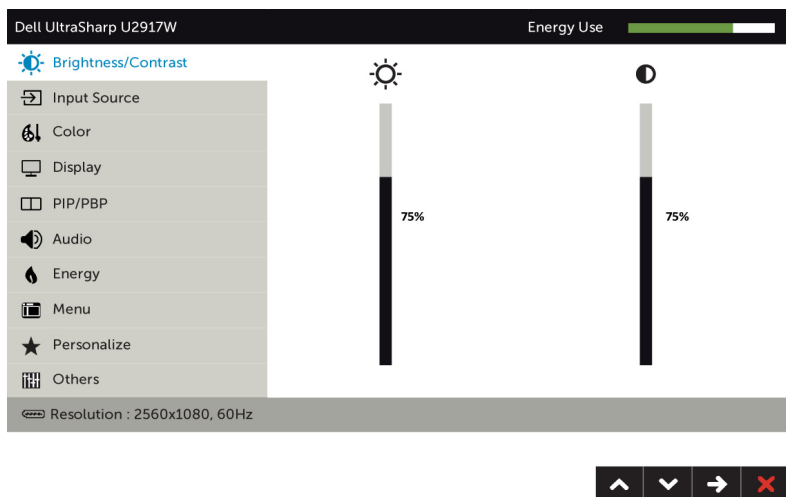 Dell UltraSharp U2917W
Energy Use
Brightness/Contrast
Input Source
Color
Display
PIP/PBP
Audio
Energy
Menu
Personalize
Others
75%
75%
Resolution : 2560x1080, 60Hz